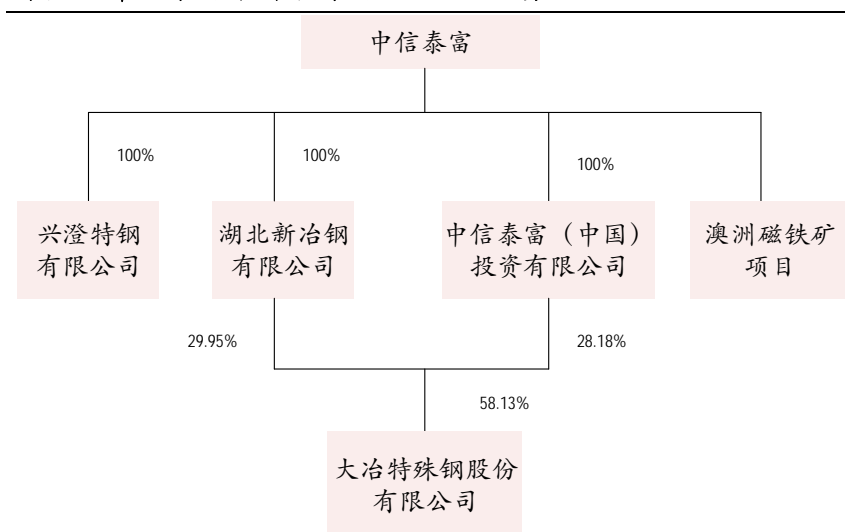 中信泰富
100%
100%
100%
兴澄特钢
有限公司
湖北新冶钢
有限公司
中信泰富（中国）
投资有限公司
澳洲磁铁矿
项目
29.95%
28.18%
58.13%
大冶特殊钢股份
有限公司